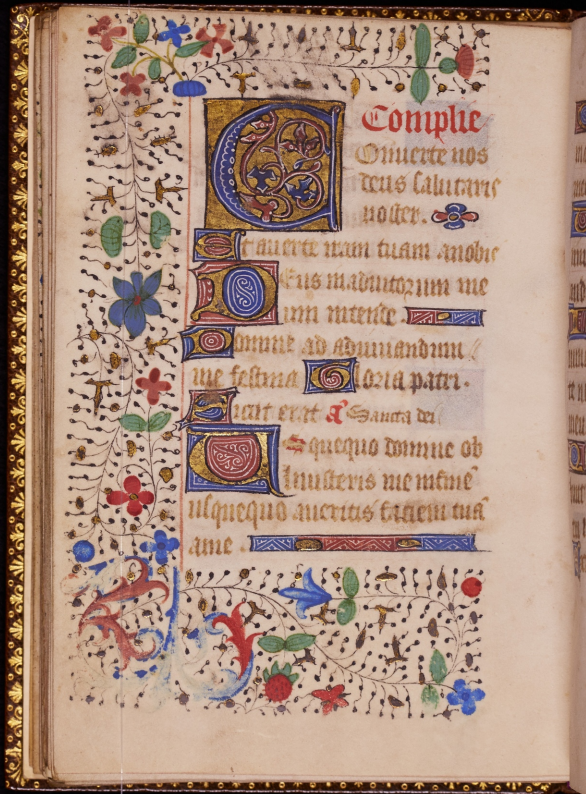 Complie
Conuerte nos
deus salutaris
noster.
Et auerte iram tuam a nobis
Deus in adiutorium me
um intende.
Domine ad adiuuandum
me festina Gloria patri.
Sicut erat a Sancta dei
Usquequo domine ob
liuisceris me in fine
usquequo auertis faciem tuā
a me.